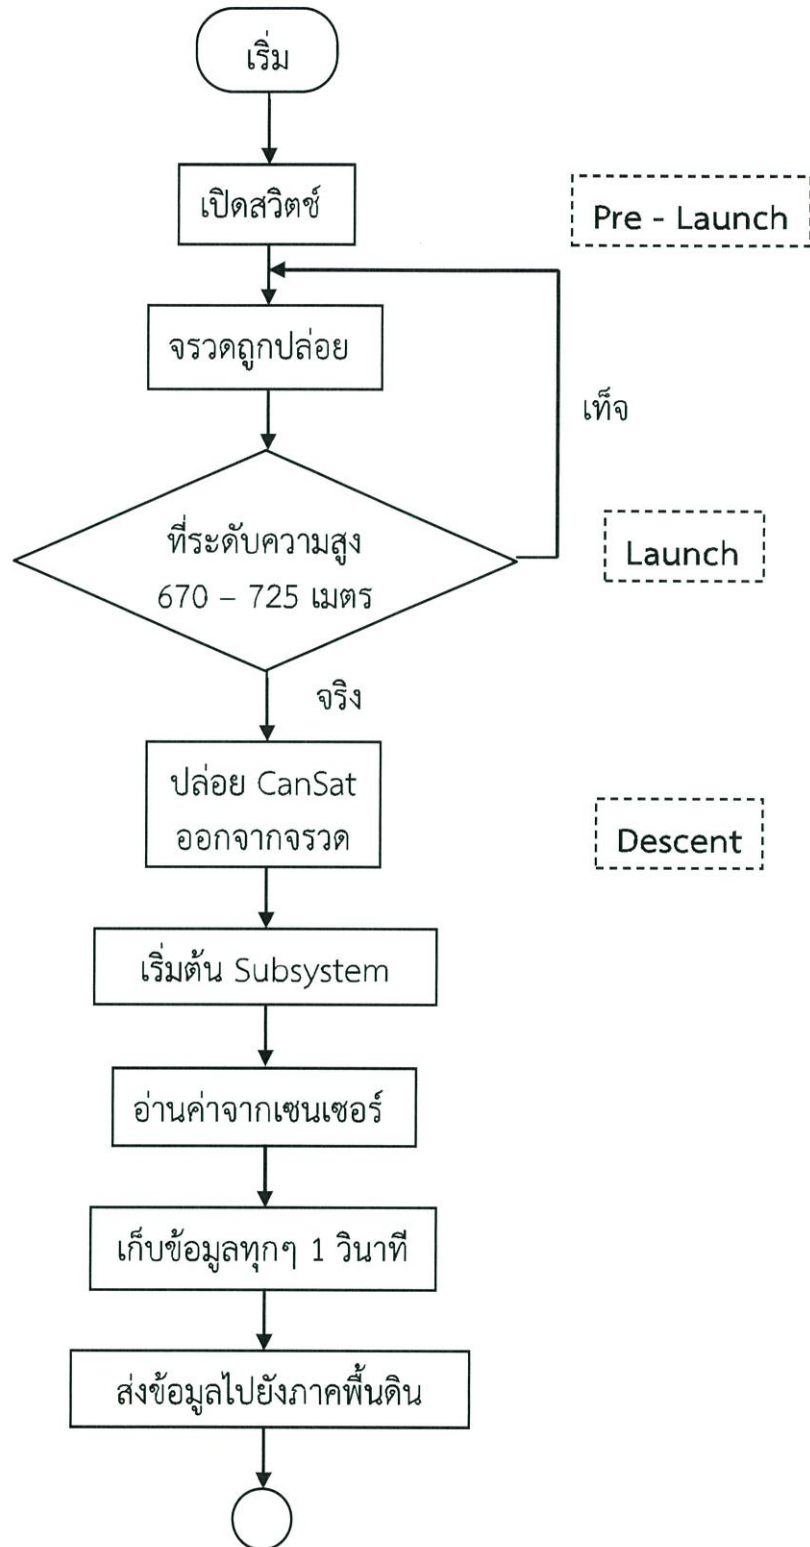 เริ่ม
เปิดสวิตช์
Pre - Launch
จรวดถูกปล่อย
เท็จ
ที่ระดับความสูง
670 – 725 เมตร
Launch
จริง
ปล่อย CanSat
ออกจากจรวด
Descent
เริ่มต้น Subsystem
อ่านค่าจากเซนเซอร์
เก็บข้อมูลทุกๆ 1 วินาที
ส่งข้อมูลไปยังภาคพื้นดิน